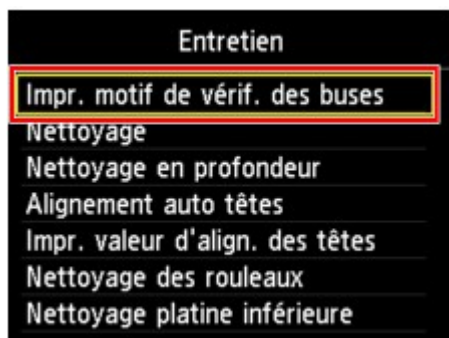 Entretien
Impr. motif de vérif. des buses
Nettoyage
Nettoyage en profondeur
Alignement auto têtes
Impr. valeur d'align. des têtes
Nettoyage des rouleaux
Nettoyage platine inférieure